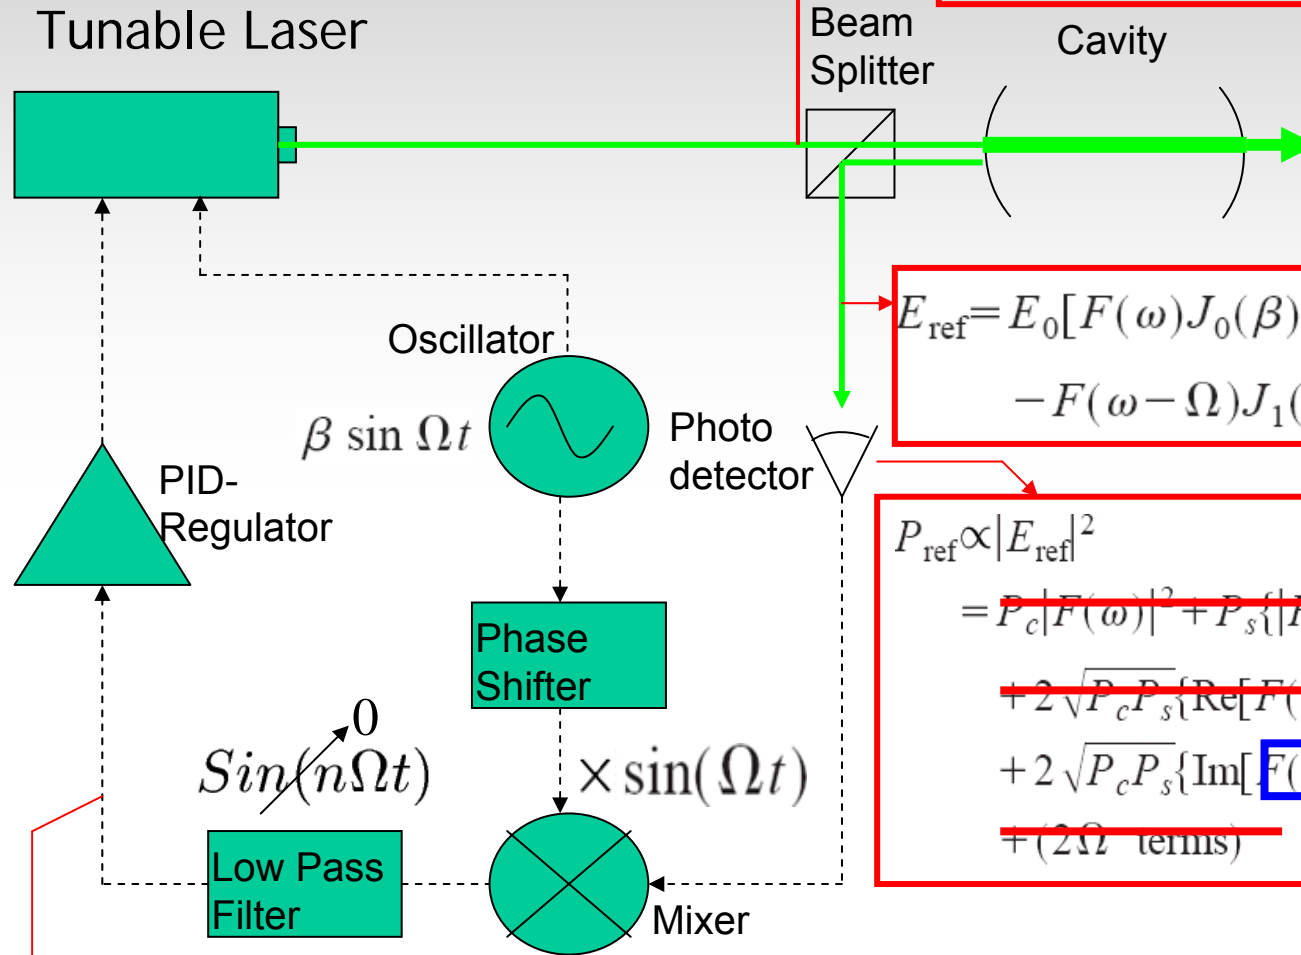 Tunable Laser
Beam
Splitter
Cavity
E_ref = E_0[F(ω)J_0(β)
−F(ω−Ω)J_1(
Oscillator
β sin Ωt
Photo
detector
PID-
Regulator
P_ref ∝ |E_ref|²
= P_c|F(ω)|² + P_s{|F
+ 2 √P_cP_s{Re[F(
+ 2 √P_cP_s{Im[F(
+ (2Ω terms)
Phase
Shifter
0
Sin(nΩt)
× sin(Ωt)
Low Pass
Filter
Mixer